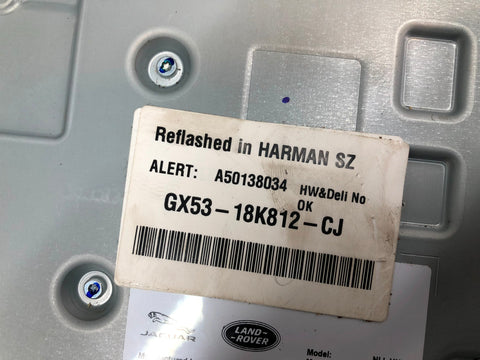 Reflashed in HARMAN SZ
ALERT: A50138034 HW&Deli No
OK
GX53-18K812-CJ
JAGUAR
LAND-
ROVER
Model: